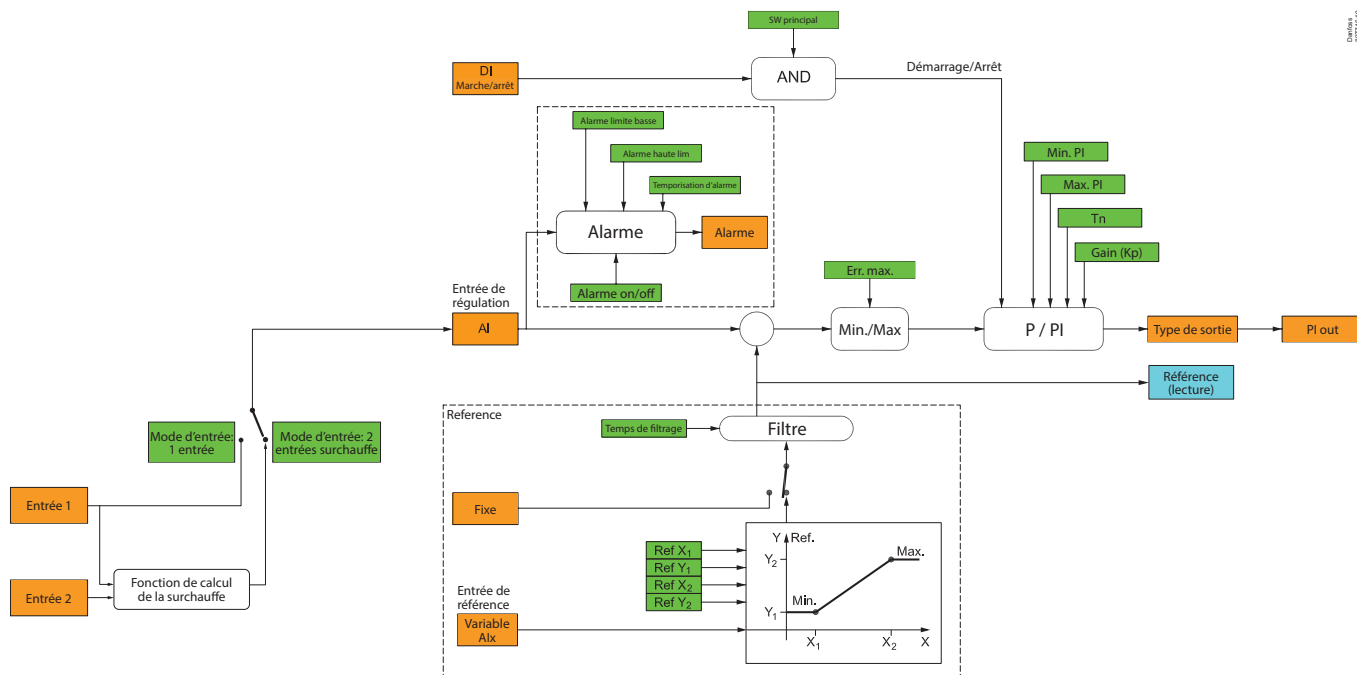 SW principal
Danfoss
DI
Marche/arrêt
AND
Démarrage/Arrêt
Alarme limite basse
Alarme haute lim
Temporisation d'alarme
Alarme
Alarme
Alarme on/off
Min. PI
Max. PI
Tn
Gain (Kp)
Err. max.
Entrée de
régulation
AI
Min./Max
P / PI
Type de sortie
PI out
Référence
(lecture)
Reference
Temps de filtrage
Filtre
Mode d'entrée:
1 entrée
Mode d'entrée: 2
entrées surchauffe
Entrée 1
Fixe
Entrée 2
Fonction de calcul
de la surchauffe
Ref X1
Ref Y1
Ref X2
Ref Y2
Entrée de
référence
Variable
AIx
Y Ref.
Y2
Max.
Min.
Y1
X1 X2 X